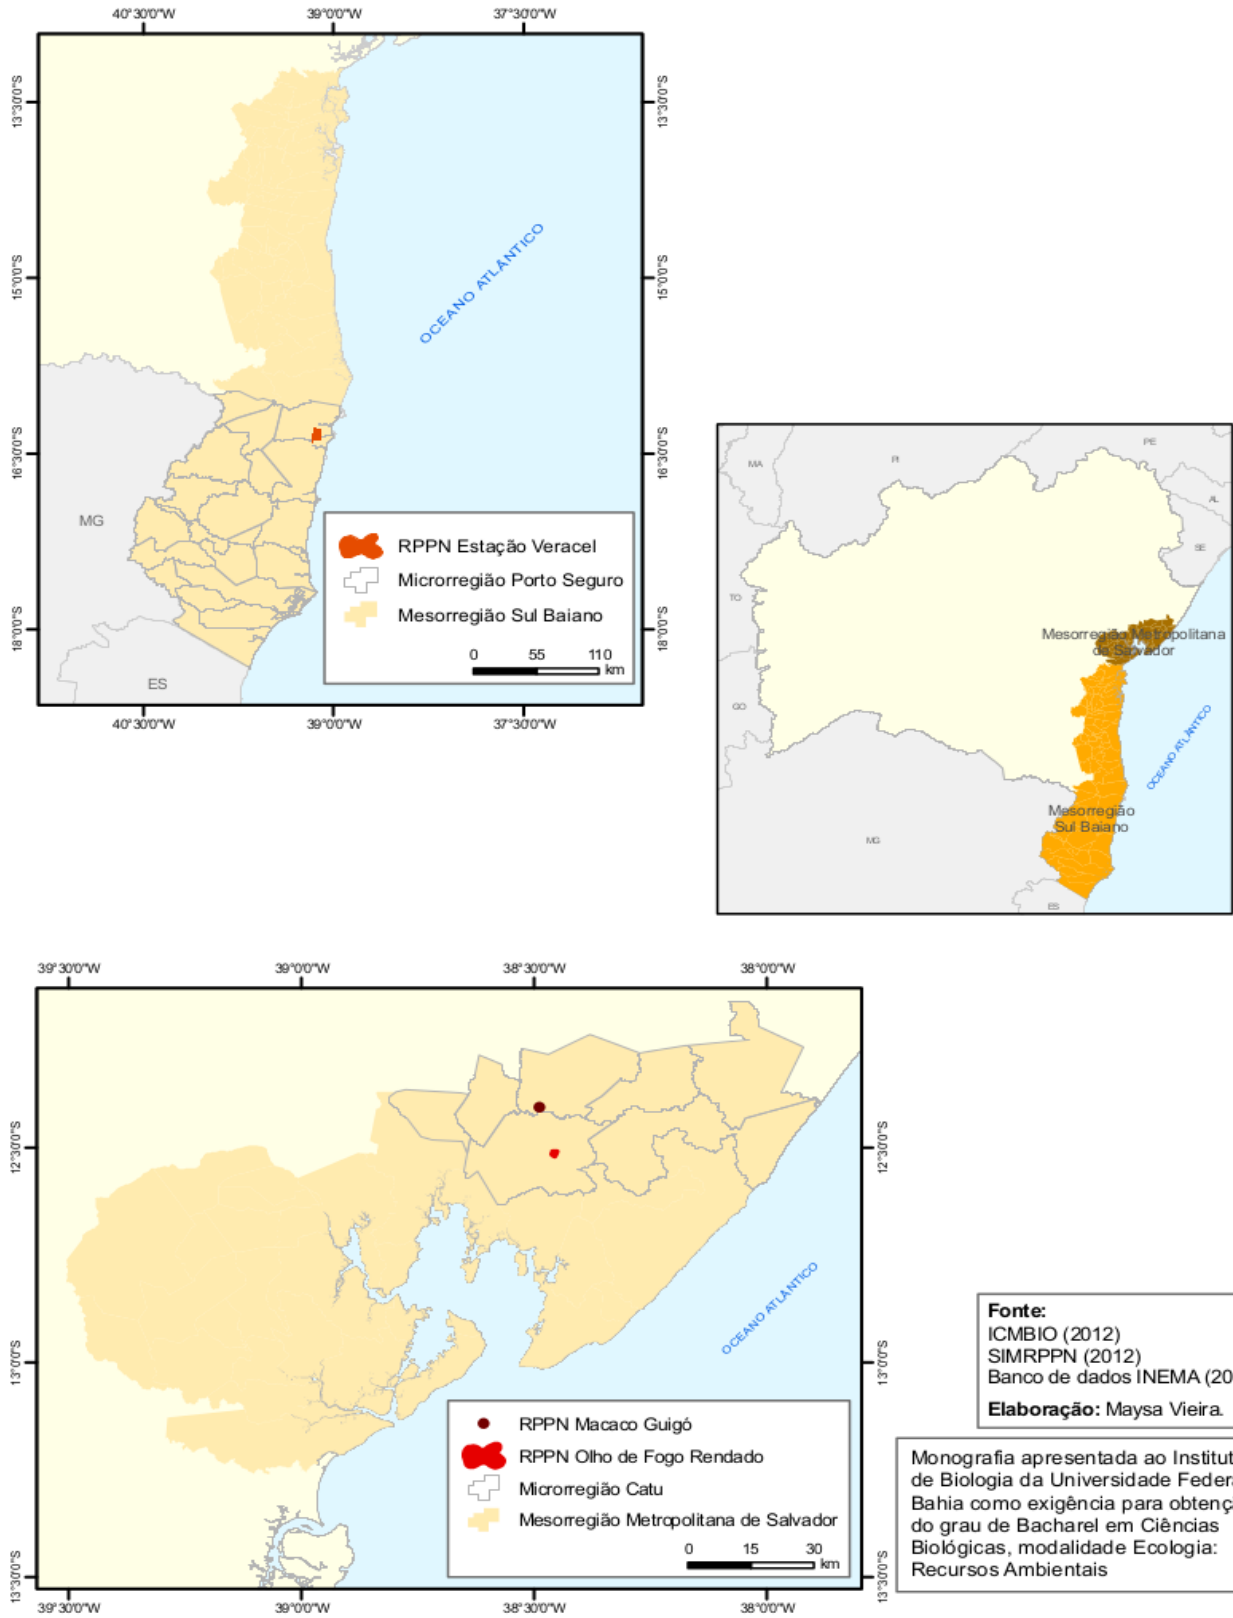 40°30'0"W 39°0'0"W 37°30'0"W
13°30'0"S 13°30'0"S
OCEANO ATLÂNTICO
15°0'0"S 15°0'0"S
16°30'0"S 16°30'0"S
MG
RPPN Estação Veracel
Microrregião Porto Seguro
Mesorregião Sul Baiano
0 55 110
km
18°0'0"S 18°0'0"S
ES
40°30'0"W 39°0'0"W 37°30'0"W
PE
MA PI
AL
SE
TO
Mesorregião Metropolitana
de Salvador
GO
OCEANO ATLÂNTICO
Mesorregião
Sul Baiano
MG
ES
39°30'0"W 39°0'0"W 38°30'0"W 38°0'0"W
12°30'0"S 12°30'0"S
OCEANO ATLÂNTICO
13°0'0"S 13°0'0"S
RPPN Macaco Guigó
RPPN Olho de Fogo Rendado
Microrregião Catu
Mesorregião Metropolitana de Salvador
0 15 30
km
13°30'0"S 13°30'0"S
39°30'0"W 39°0'0"W 38°30'0"W 38°0'0"W
Fonte:
ICMBIO (2012)
SIMRPPN (2012)
Banco de dados INEMA (20
Elaboração: Maysa Vieira.
Monografia apresentada ao Institut
de Biologia da Universidade Feder
Bahia como exigência para obtenç
do grau de Bacharel em Ciências
Biológicas, modalidade Ecologia:
Recursos Ambientais